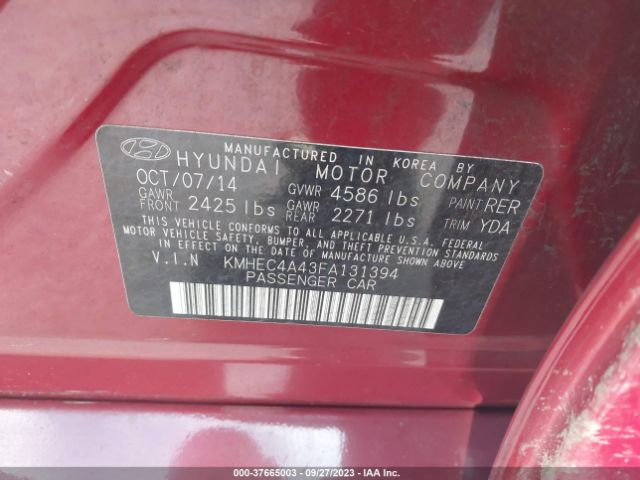 MANUFACTURED IN KOREA BY
HYUNDAI MOTOR COMPANY
OCT/07/14 GVWR 4586 lbs PAINT RER
GAWR FRONT 2425 lbs GAWR REAR 2271 lbs TRIM YDA
THIS VEHICLE CONFORMS TO ALL APPLICABLE U.S.A. FEDERAL
MOTOR VEHICLE SAFETY, BUMPER, AND THEFT PREVENTION STANDARDS
IN EFFECT ON THE DATE OF MANUFACTURE SHOWN ABOVE.
V.I.N KMHEC4A43FA131394
PASSENGER CAR
000-37665003 - 09/27/2023 - IAA Inc.